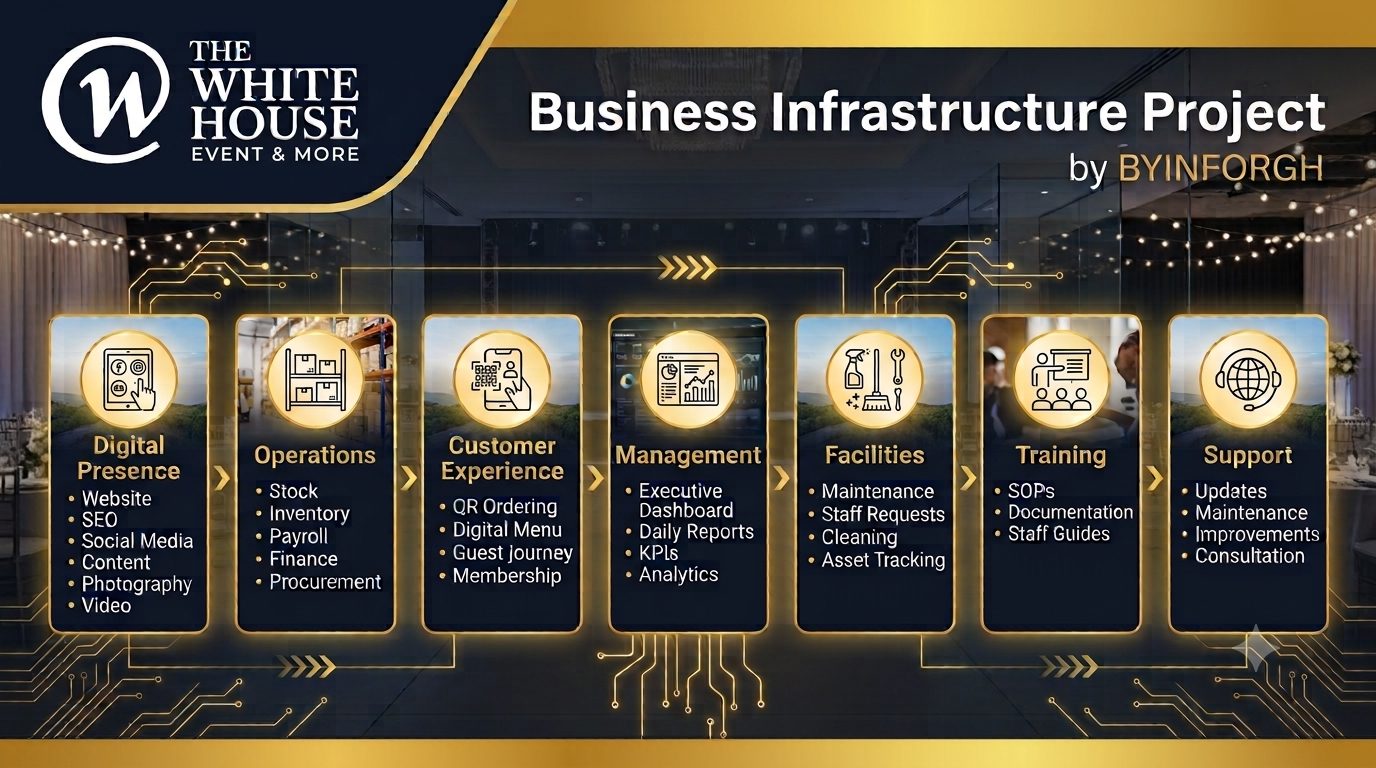 THE
WHITE
HOUSE
EVENT & MORE
Business Infrastructure Project
by BYINFORGH
Digital
Presence
• Website
• SEO
• Social Media
• Content
• Photography
• Video
Operations
• Stock
• Inventory
• Payroll
• Finance
• Procurement
Customer
Experience
• QR Ordering
• Digital Menu
• Guest Journey
• Membership
Management
• Executive
Dashboard
• Daily Reports
• KPIs
• Analytics
Facilities
• Maintenance
• Staff Requests
• Cleaning
• Asset Tracking
Training
• SOPs
• Documentation
• Staff Guides
Support
• Updates
• Maintenance
• Improvements
• Consultation